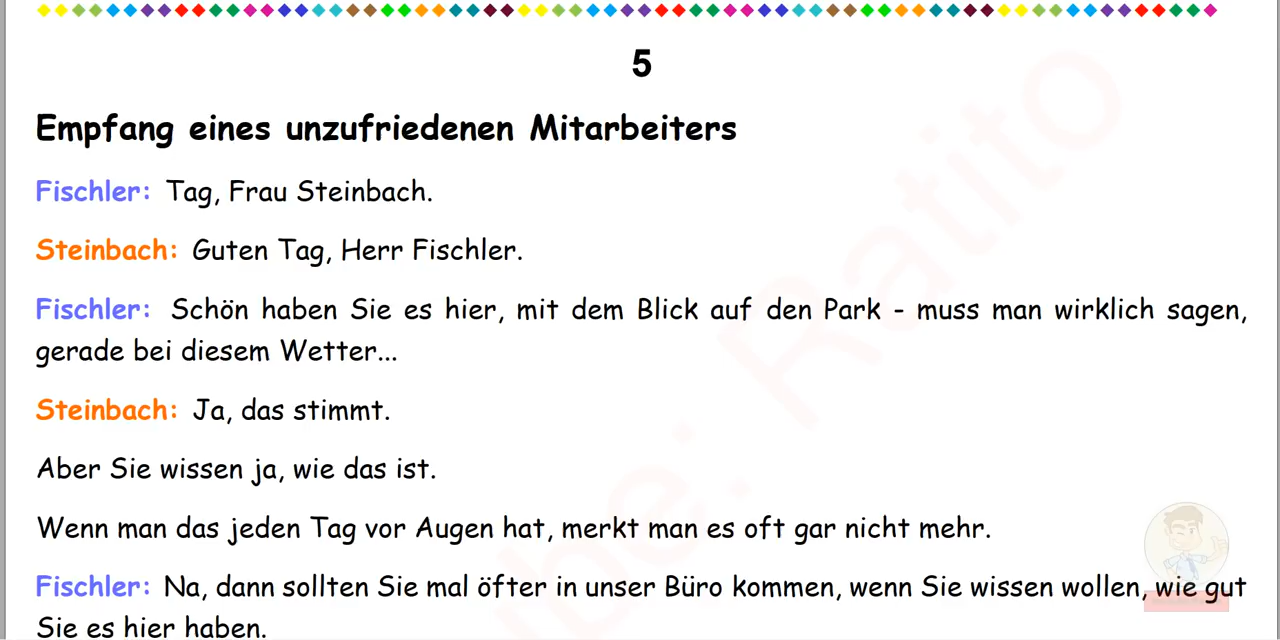 5
Empfang eines unzufriedenen Mitarbeiters
Fischler: Tag, Frau Steinbach.
Steinbach: Guten Tag, Herr Fischler.
Fischler: Schön haben Sie es hier, mit dem Blick auf den Park - muss man wirklich sagen,
gerade bei diesem Wetter...
Steinbach: Ja, das stimmt.
Aber Sie wissen ja, wie das ist.
Wenn man das jeden Tag vor Augen hat, merkt man es oft gar nicht mehr.
Fischler: Na, dann sollten Sie mal öfter in unser Büro kommen, wenn Sie wissen wollen, wie gut
Sie es hier haben.
be: Ratito